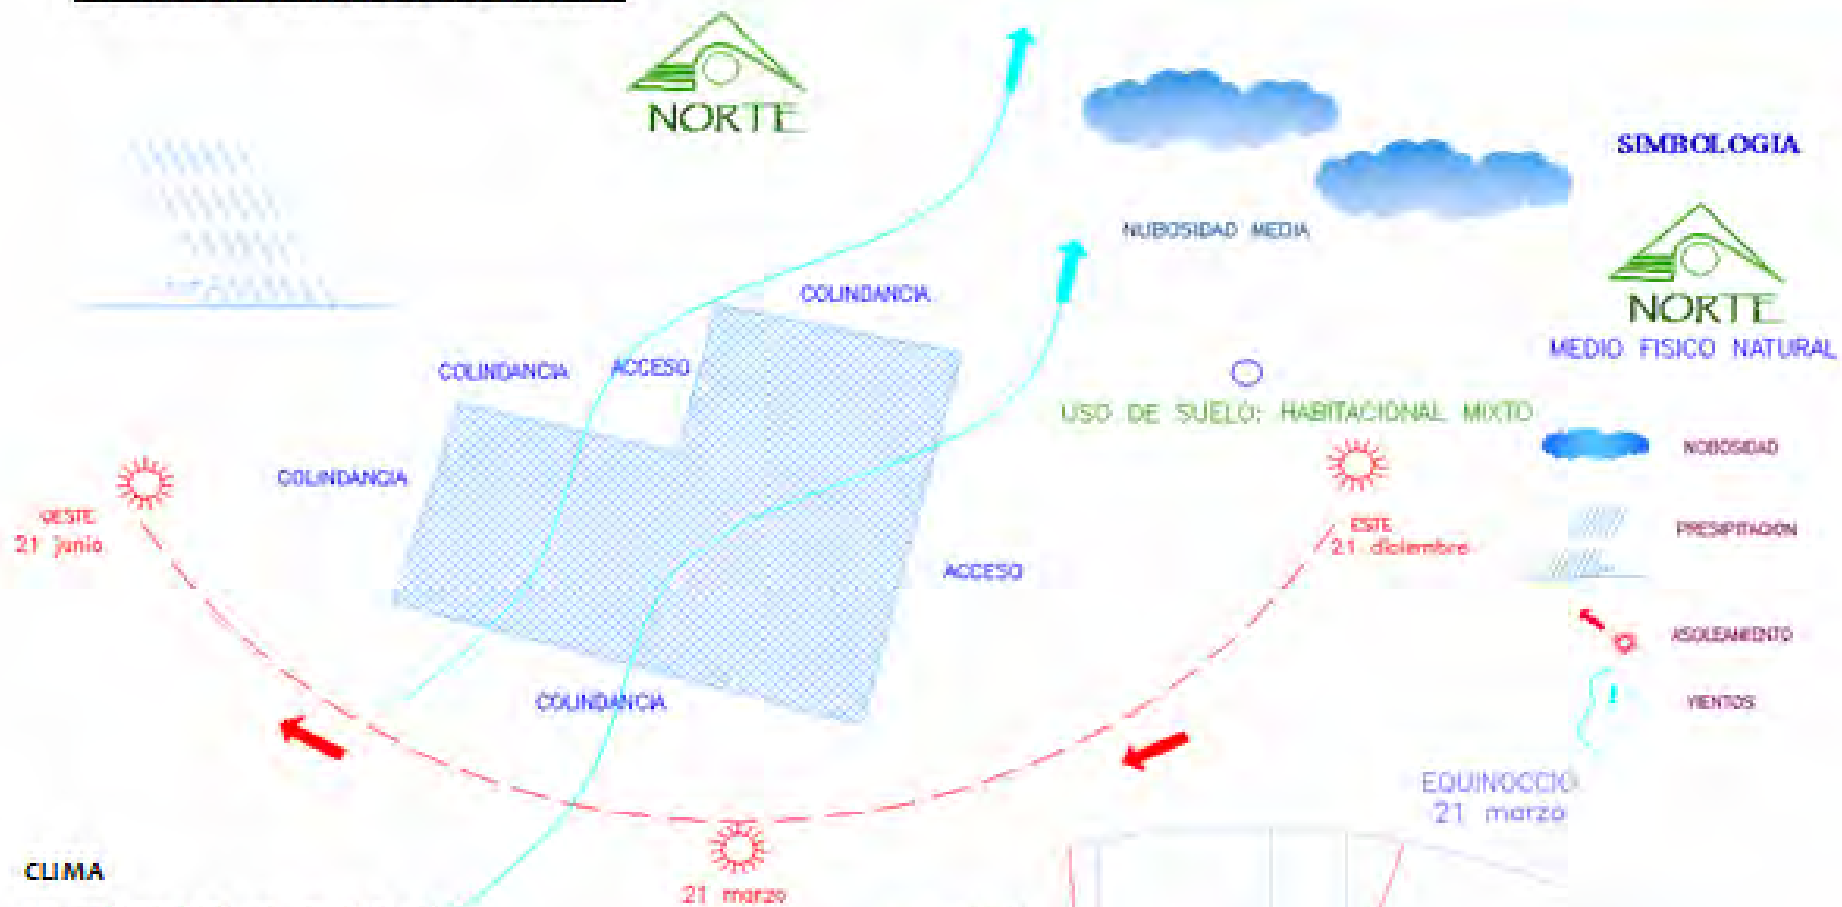 NORTE
SIMBOLOGIA
NUBOSIDAD MEDIA
NORTE
COLINDANCIA
MEDIO FISICO NATURAL
COLINDANCIA
ACCESO
USO DE SUELO: HABITACIONAL MIXTO
NOBOSIDAD
COLINDANCIA
OESTE
21 junio
ESTE
21 diciembre
PRESIPITACION
ACCESO
ASOLEAMIENTO
COLINDANCIA
VIENTOS
EQUINOCCIO
21 marzo
CLIMA
21 marzo